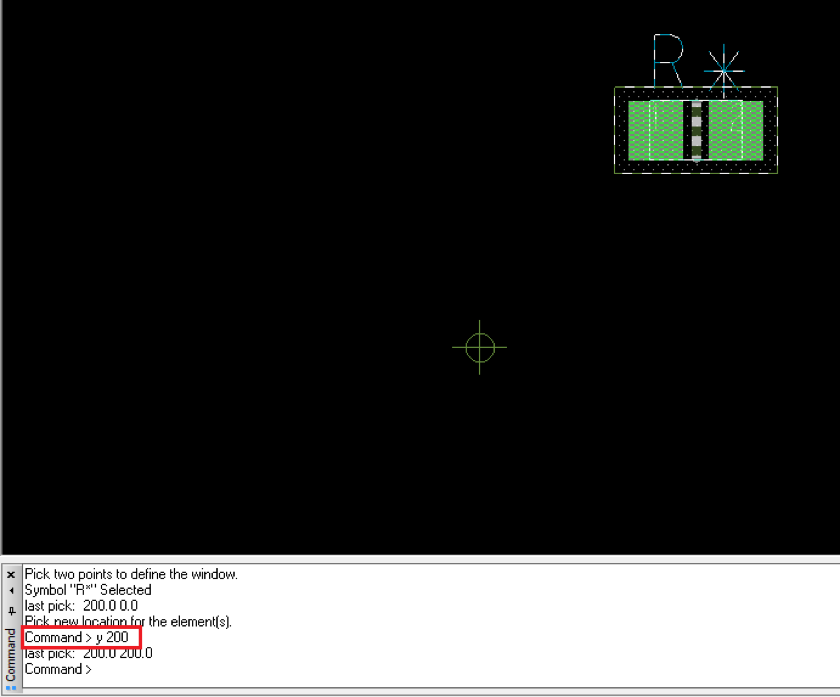 R*
Pick two points to define the window.
Symbol "R*" Selected
last pick:  200.0 0.0
Pick new location for the element(s).
Command > y 200
last pick:  200.0 200.0
Command >
Command